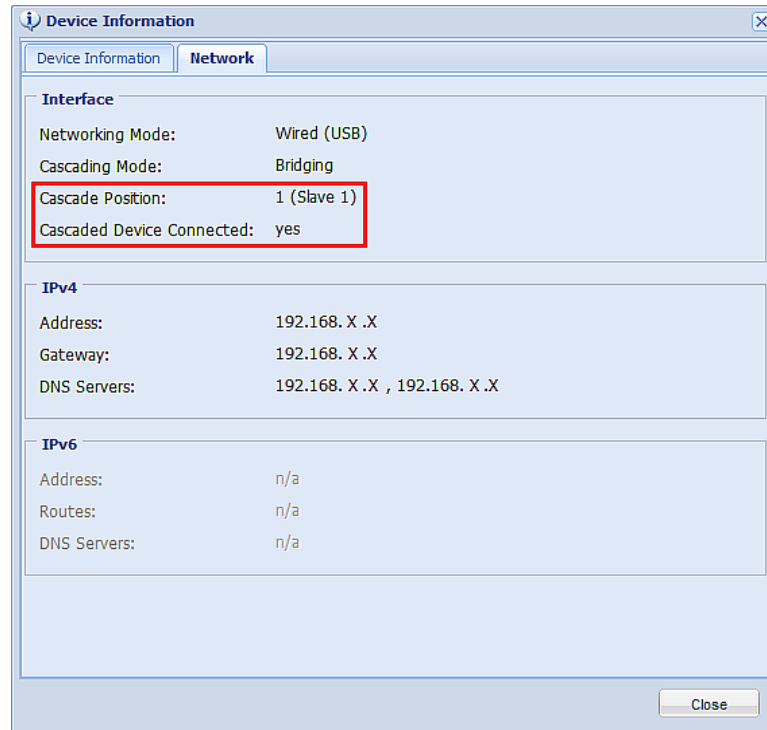 Device Information
Device Information Network
Interface
Networking Mode: Wired (USB)
Cascading Mode: Bridging
Cascade Position: 1 (Slave 1)
Cascaded Device Connected: yes
IPv4
Address: 192.168. X .X
Gateway: 192.168. X .X
DNS Servers: 192.168. X .X , 192.168. X .X
IPv6
Address: n/a
Routes: n/a
DNS Servers: n/a
Close